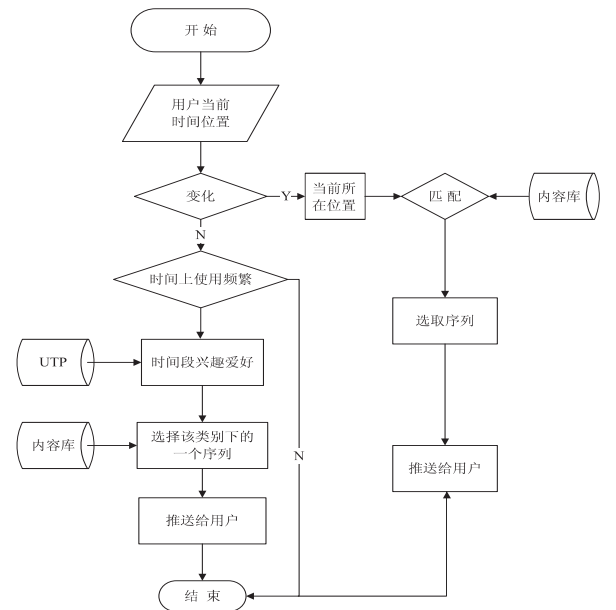 开 始
用户当前
时间位置
变化
Y
当前所
在位置
匹 配
内容库
N
时间上使用频繁
选取序列
UTP
时间段兴趣爱好
内容库
选择该类别下的
一个序列
N
推送给用户
推送给用户
结 束